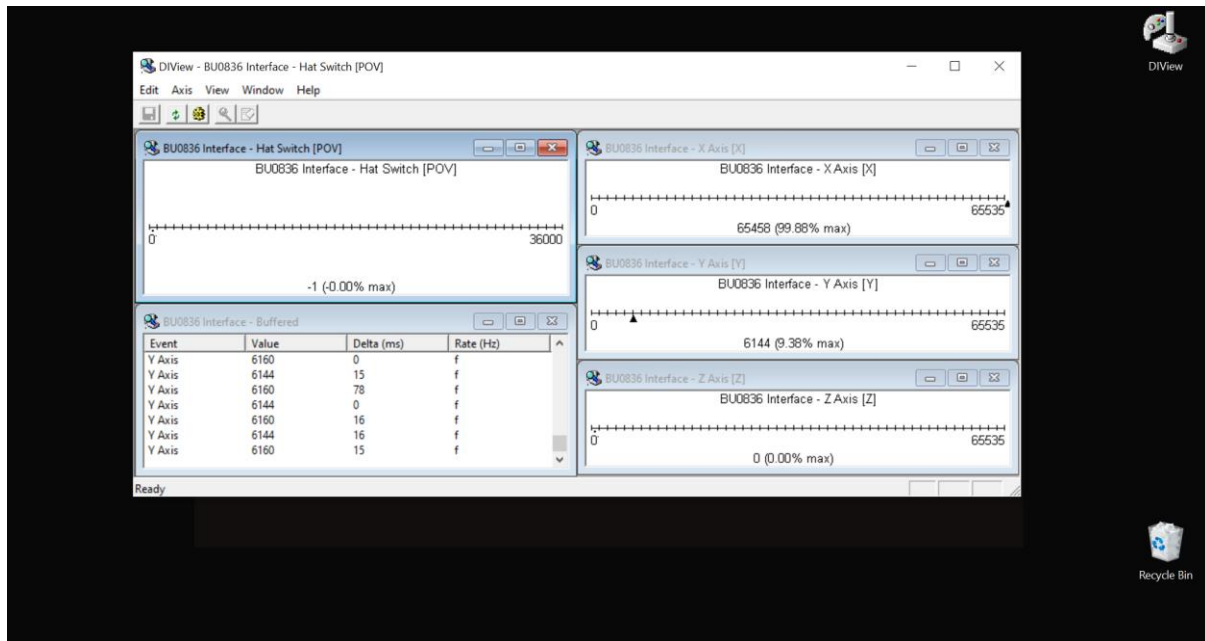 DIView - BU0836 Interface - Hat Switch [POV]
Edit Axis View Window Help
BU0836 Interface - Hat Switch [POV]
BU0836 Interface - Hat Switch [POV]
0 36000
-1 (-0.00% max)
BU0836 Interface - Buffered
Event Value Delta (ms) Rate (Hz)
Y Axis 6160 0 f
Y Axis 6144 15 f
Y Axis 6160 78 f
Y Axis 6144 0 f
Y Axis 6160 16 f
Y Axis 6144 16 f
Y Axis 6160 15 f
BU0836 Interface - X Axis [X]
BU0836 Interface - X Axis [X]
0 65535
65458 (99.88% max)
BU0836 Interface - Y Axis [Y]
BU0836 Interface - Y Axis [Y]
0 65535
6144 (9.38% max)
BU0836 Interface - Z Axis [Z]
BU0836 Interface - Z Axis [Z]
0 65535
0 (0.00% max)
Ready
DIView
Recycle Bin